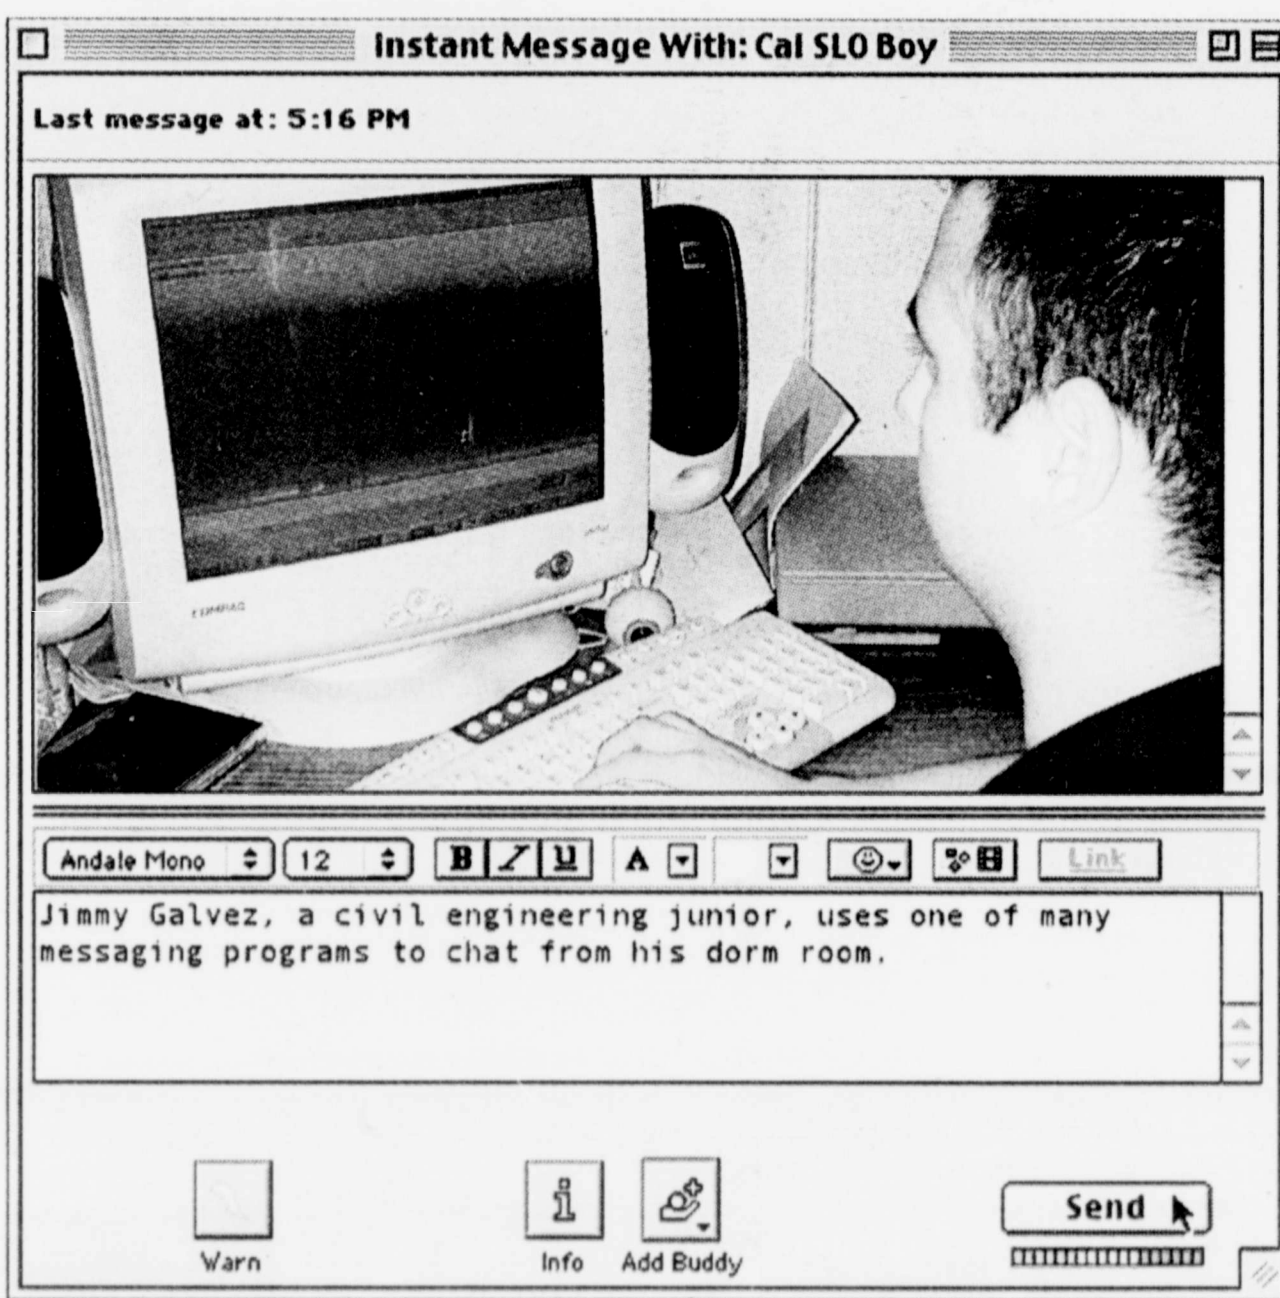 Instant Message With: Cal SLO Boy
Last message at: 5:16 PM
COMPAQ
Andale Mono 12 B I U A Link
Jimmy Galvez, a civil engineering junior, uses one of many
messaging programs to chat from his dorm room.
Send
Warn Info Add Buddy